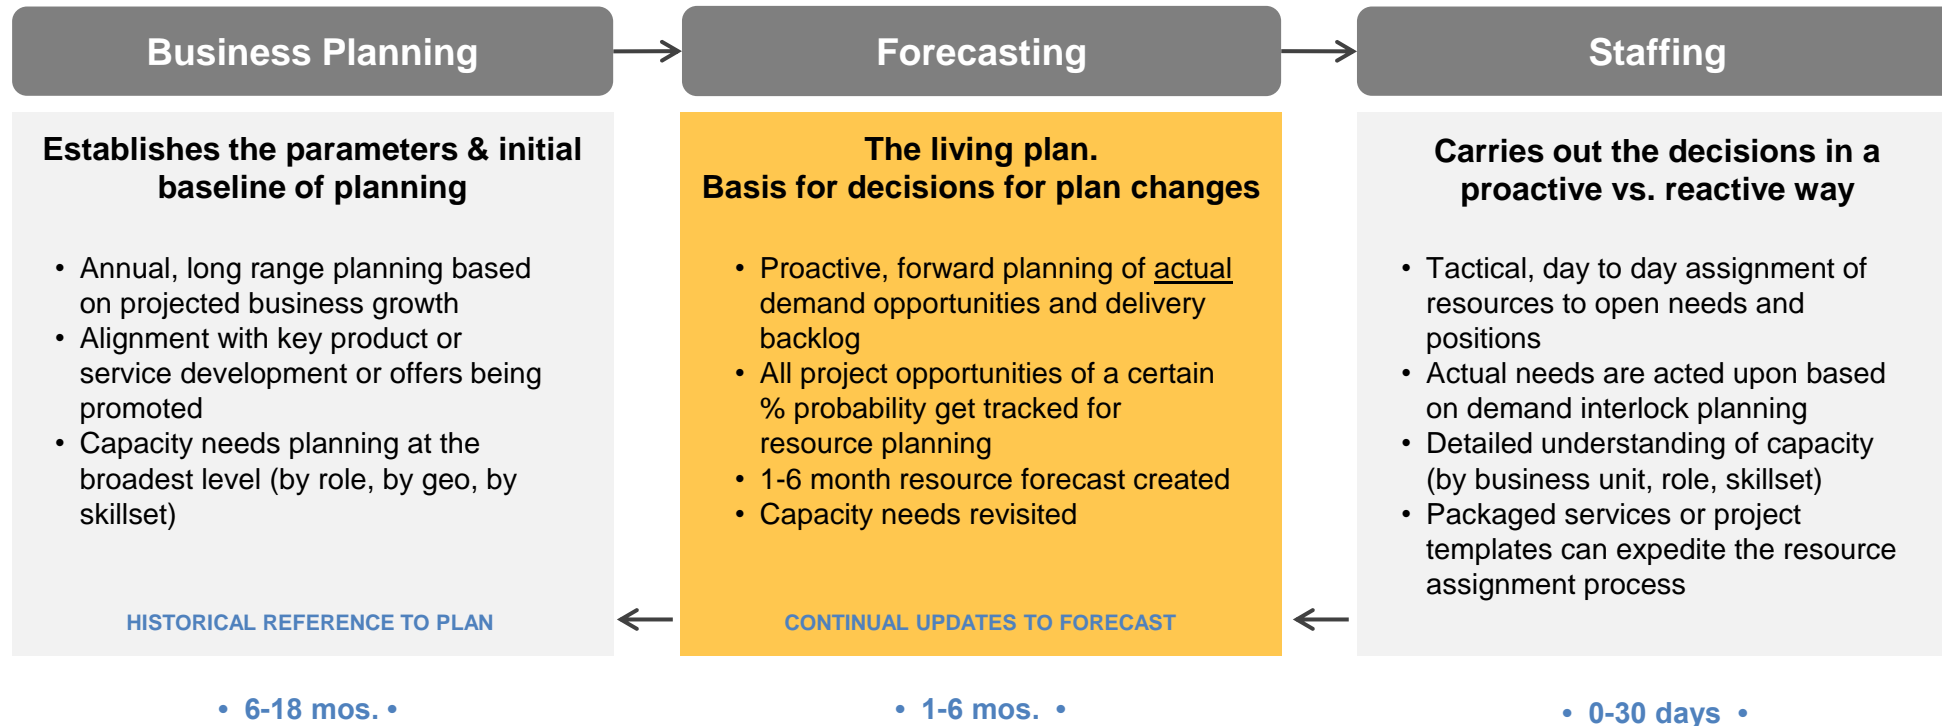 Business Planning
Forecasting
Staffing
Establishes the parameters & initial
baseline of planning
• Annual, long range planning based
on projected business growth
• Alignment with key product or
service development or offers being
promoted
• Capacity needs planning at the
broadest level (by role, by geo, by
skillset)
HISTORICAL REFERENCE TO PLAN
• 6-18 mos. •
The living plan.
Basis for decisions for plan changes
• Proactive, forward planning of actual
demand opportunities and delivery
backlog
• All project opportunities of a certain
% probability get tracked for
resource planning
• 1-6 month resource forecast created
• Capacity needs revisited
CONTINUAL UPDATES TO FORECAST
• 1-6 mos. •
Carries out the decisions in a
proactive vs. reactive way
• Tactical, day to day assignment of
resources to open needs and
positions
• Actual needs are acted upon based
on demand interlock planning
• Detailed understanding of capacity
(by business unit, role, skillset)
• Packaged services or project
templates can expedite the resource
assignment process
• 0-30 days •